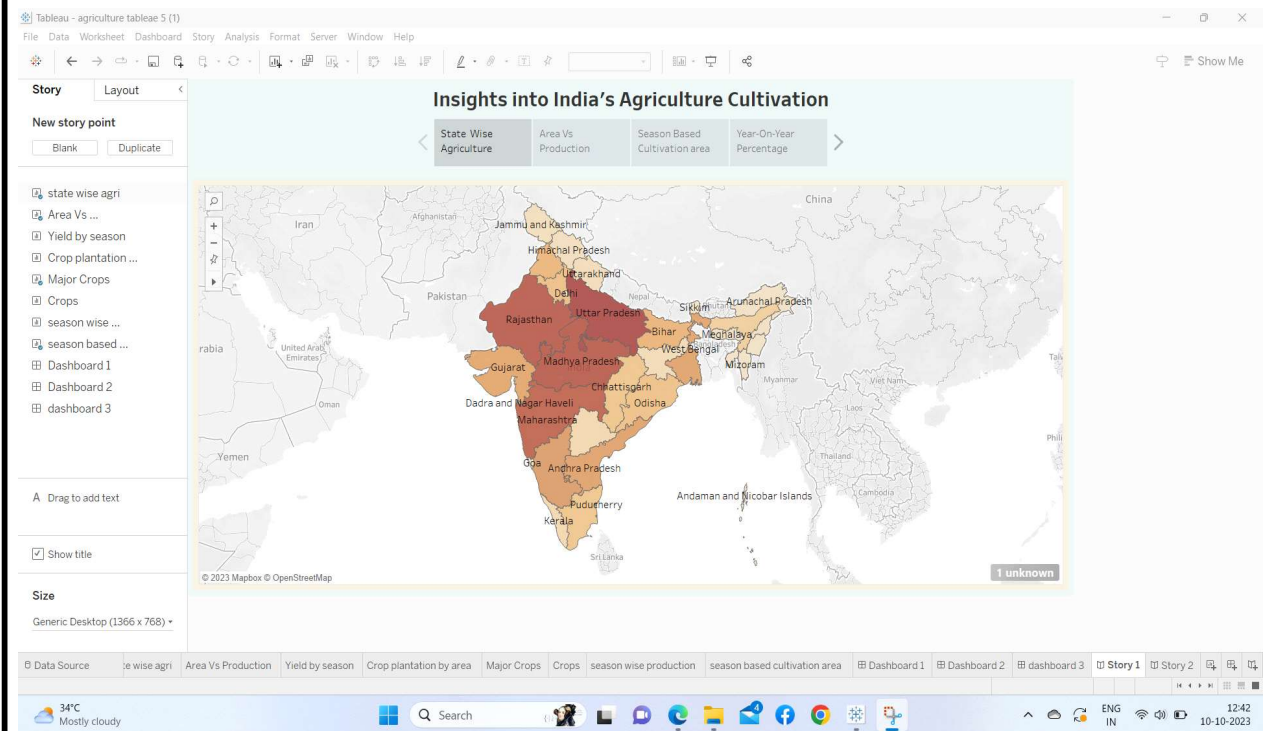 Tableau - agriculture tableae 5 (1)
File Data Worksheet Dashboard Story Analysis Format Server Window Help
Show Me
Story Layout
New story point
Blank Duplicate
state wise agri
Area Vs ...
Yield by season
Crop plantation ...
Major Crops
Crops
season wise ...
season based ...
Dashboard 1
Dashboard 2
dashboard 3
A Drag to add text
Show title
Size
Generic Desktop (1366 x 768)
Insights into India's Agriculture Cultivation
State Wise
Agriculture
Area Vs
Production
Season Based
Cultivation area
Year-On-Year
Percentage
China
Iran
Afghanistan
Jammu and Kashmir
Himachal Pradesh
Uttarakhand
Pakistan
Delhi
Nepal
Sikkim
Bhutan
Arunachal Pradesh
Rajasthan
Uttar Pradesh
Bihar
Meghalaya
Bangladesh
West Bengal
rabia
United Arab
Emirates
Gujarat
Madhya Pradesh
India
Mizoram
Myanmar
Viet Nam
Taiw
Chhattisgarh
Oman
Dadra and Nagar Haveli
Odisha
Laos
Maharashtra
Yemen
Thailand
Phili
Goa
Andhra Pradesh
Andaman and Nicobar Islands
Cambodia
Puducherry
Kerala
Sri Lanka
© 2023 Mapbox © OpenStreetMap
1 unknown
Data Source te wise agri Area Vs Production Yield by season Crop plantation by area Major Crops Crops season wise production season based cultivation area Dashboard 1 Dashboard 2 dashboard 3 Story 1 Story 2
34°C
Mostly cloudy
Search
ENG
IN
12:42
10-10-2023